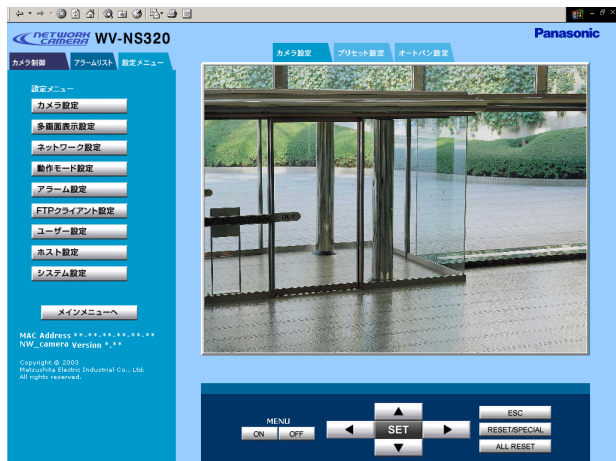 NETWORK
CAMERA WV-NS320
Panasonic
カメラ制御 アラームリスト 設定メニュー
カメラ設定 プリセット設定 オートパン設定
設定メニュー
カメラ設定
多画面表示設定
ネットワーク設定
動作モード設定
アラーム設定
FTPクライアント設定
ユーザー設定
ホスト設定
システム設定
メインメニューへ
MAC Address **-**-**-**-**-**
NW_camera Version *.**
Copyright © 2003
Matsushita Electric Industrial Co., Ltd.
All rights reserved.
MENU
ON OFF
SET
ESC
RESET/SPECIAL
ALL RESET